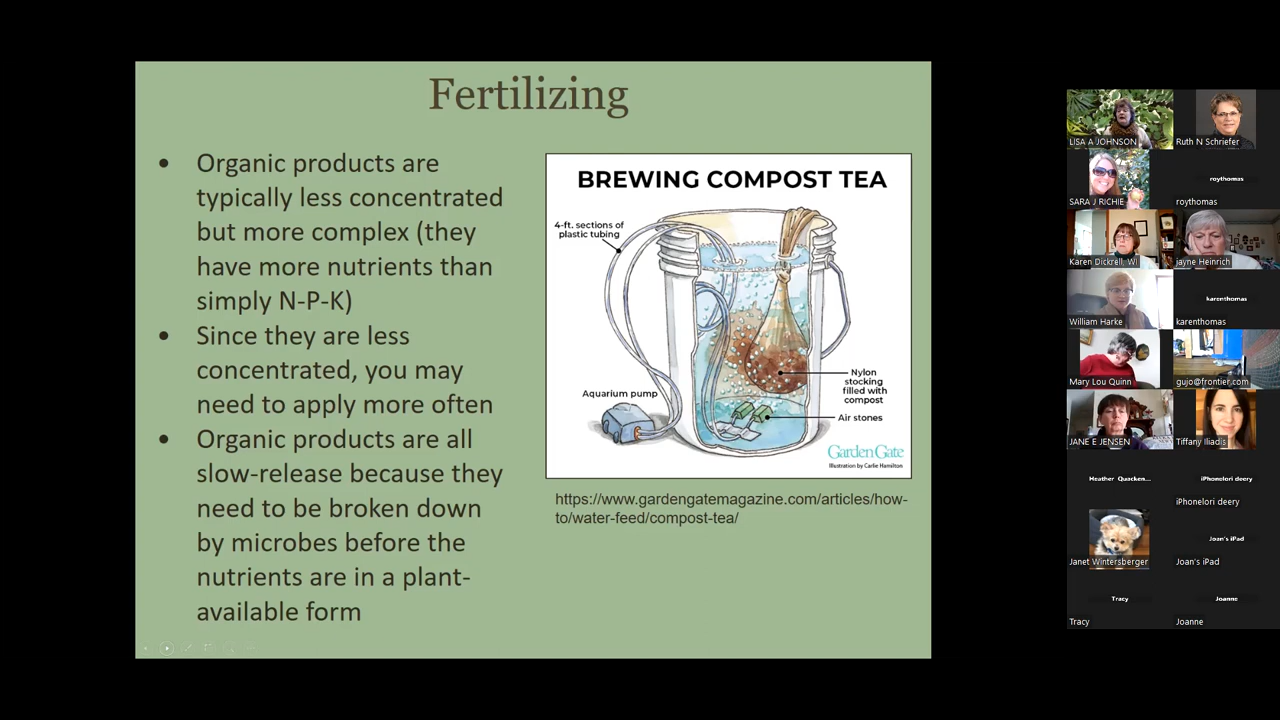 Fertilizing
• Organic products are
typically less concentrated
but more complex (they
have more nutrients than
simply N-P-K)
• Since they are less
concentrated, you may
need to apply more often
• Organic products are all
slow-release because they
need to be broken down
by microbes before the
nutrients are in a plant-
available form
BREWING COMPOST TEA
4-ft. sections of
plastic tubing
Aquarium pump
Nylon
stocking
filled with
compost
Air stones
Garden Gate
Illustration by Carlie Hamilton
https://www.gardengatemagazine.com/articles/how-
to/water-feed/compost-tea/
LISA A JOHNSON
Ruth N Schriefer
SARA J RICHIE
roythomas
roythomas
Karen Dickrell, WI
jayne Heinrich
William Harke
karenthomas
karenthomas
Mary Lou Quinn
gujo@frontier.com
JANE E JENSEN
Tiffany Iliadis
Heather Quacken...
iPhonelori deery
iPhonelori deery
Janet Wintersberger
Joan's iPad
Joan's iPad
Tracy
Tracy
Joanne
Joanne